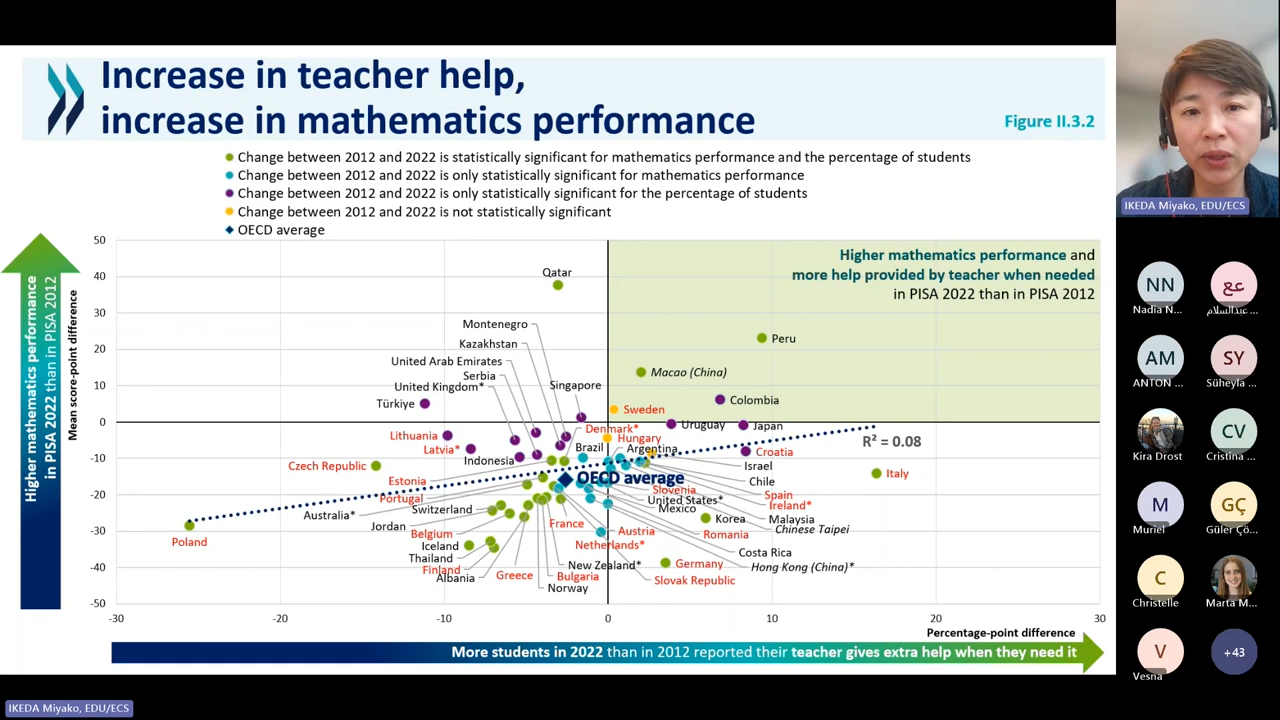 Increase in teacher help,
increase in mathematics performance
Figure II.3.2
Change between 2012 and 2022 is statistically significant for mathematics performance and the percentage of students
Change between 2012 and 2022 is only statistically significant for mathematics performance
Change between 2012 and 2022 is only statistically significant for the percentage of students
Change between 2012 and 2022 is not statistically significant
OECD average
Higher mathematics performance
in PISA 2022 than in PISA 2012
Mean score-point difference
50
40
30
20
10
0
-10
-20
-30
-40
-50
Higher mathematics performance and
more help provided by teacher when needed
in PISA 2022 than in PISA 2012
Qatar
Montenegro
Kazakhstan
United Arab Emirates
Serbia
United Kingdom*
Singapore
Türkiye
Peru
Macao (China)
Colombia
Sweden
Uruguay
Japan
Denmark*
Hungary
Lithuania
Latvia*
Brazil
Argentina
R² = 0.08
Croatia
Indonesia
Czech Republic
Israel
Italy
Estonia
OECD average
Chile
Portugal
Slovenia
Spain
United States*
Ireland*
Australia*
Switzerland
Mexico
Jordan
France
Korea
Malaysia
Chinese Taipei
Belgium
Austria
Romania
Poland
Iceland
Netherlands*
Costa Rica
Thailand
New Zealand*
Hong Kong (China)*
Finland
Germany
Albania
Greece
Bulgaria
Slovak Republic
Norway
-30
-20
-10
0
10
20
30
Percentage-point difference
More students in 2022 than in 2012 reported their teacher gives extra help when they need it
IKEDA Miyako, EDU/ECS
IKEDA Miyako, EDU/ECS
NN
عع
Nadia N...
عبدالسلام ...
AM
SY
ANTON ...
Süheyla ...
CV
Kira Drost
Cristina ...
M
GÇ
Muriel
Güler Çö...
C
Christelle
Marta M...
V
+43
Vesna